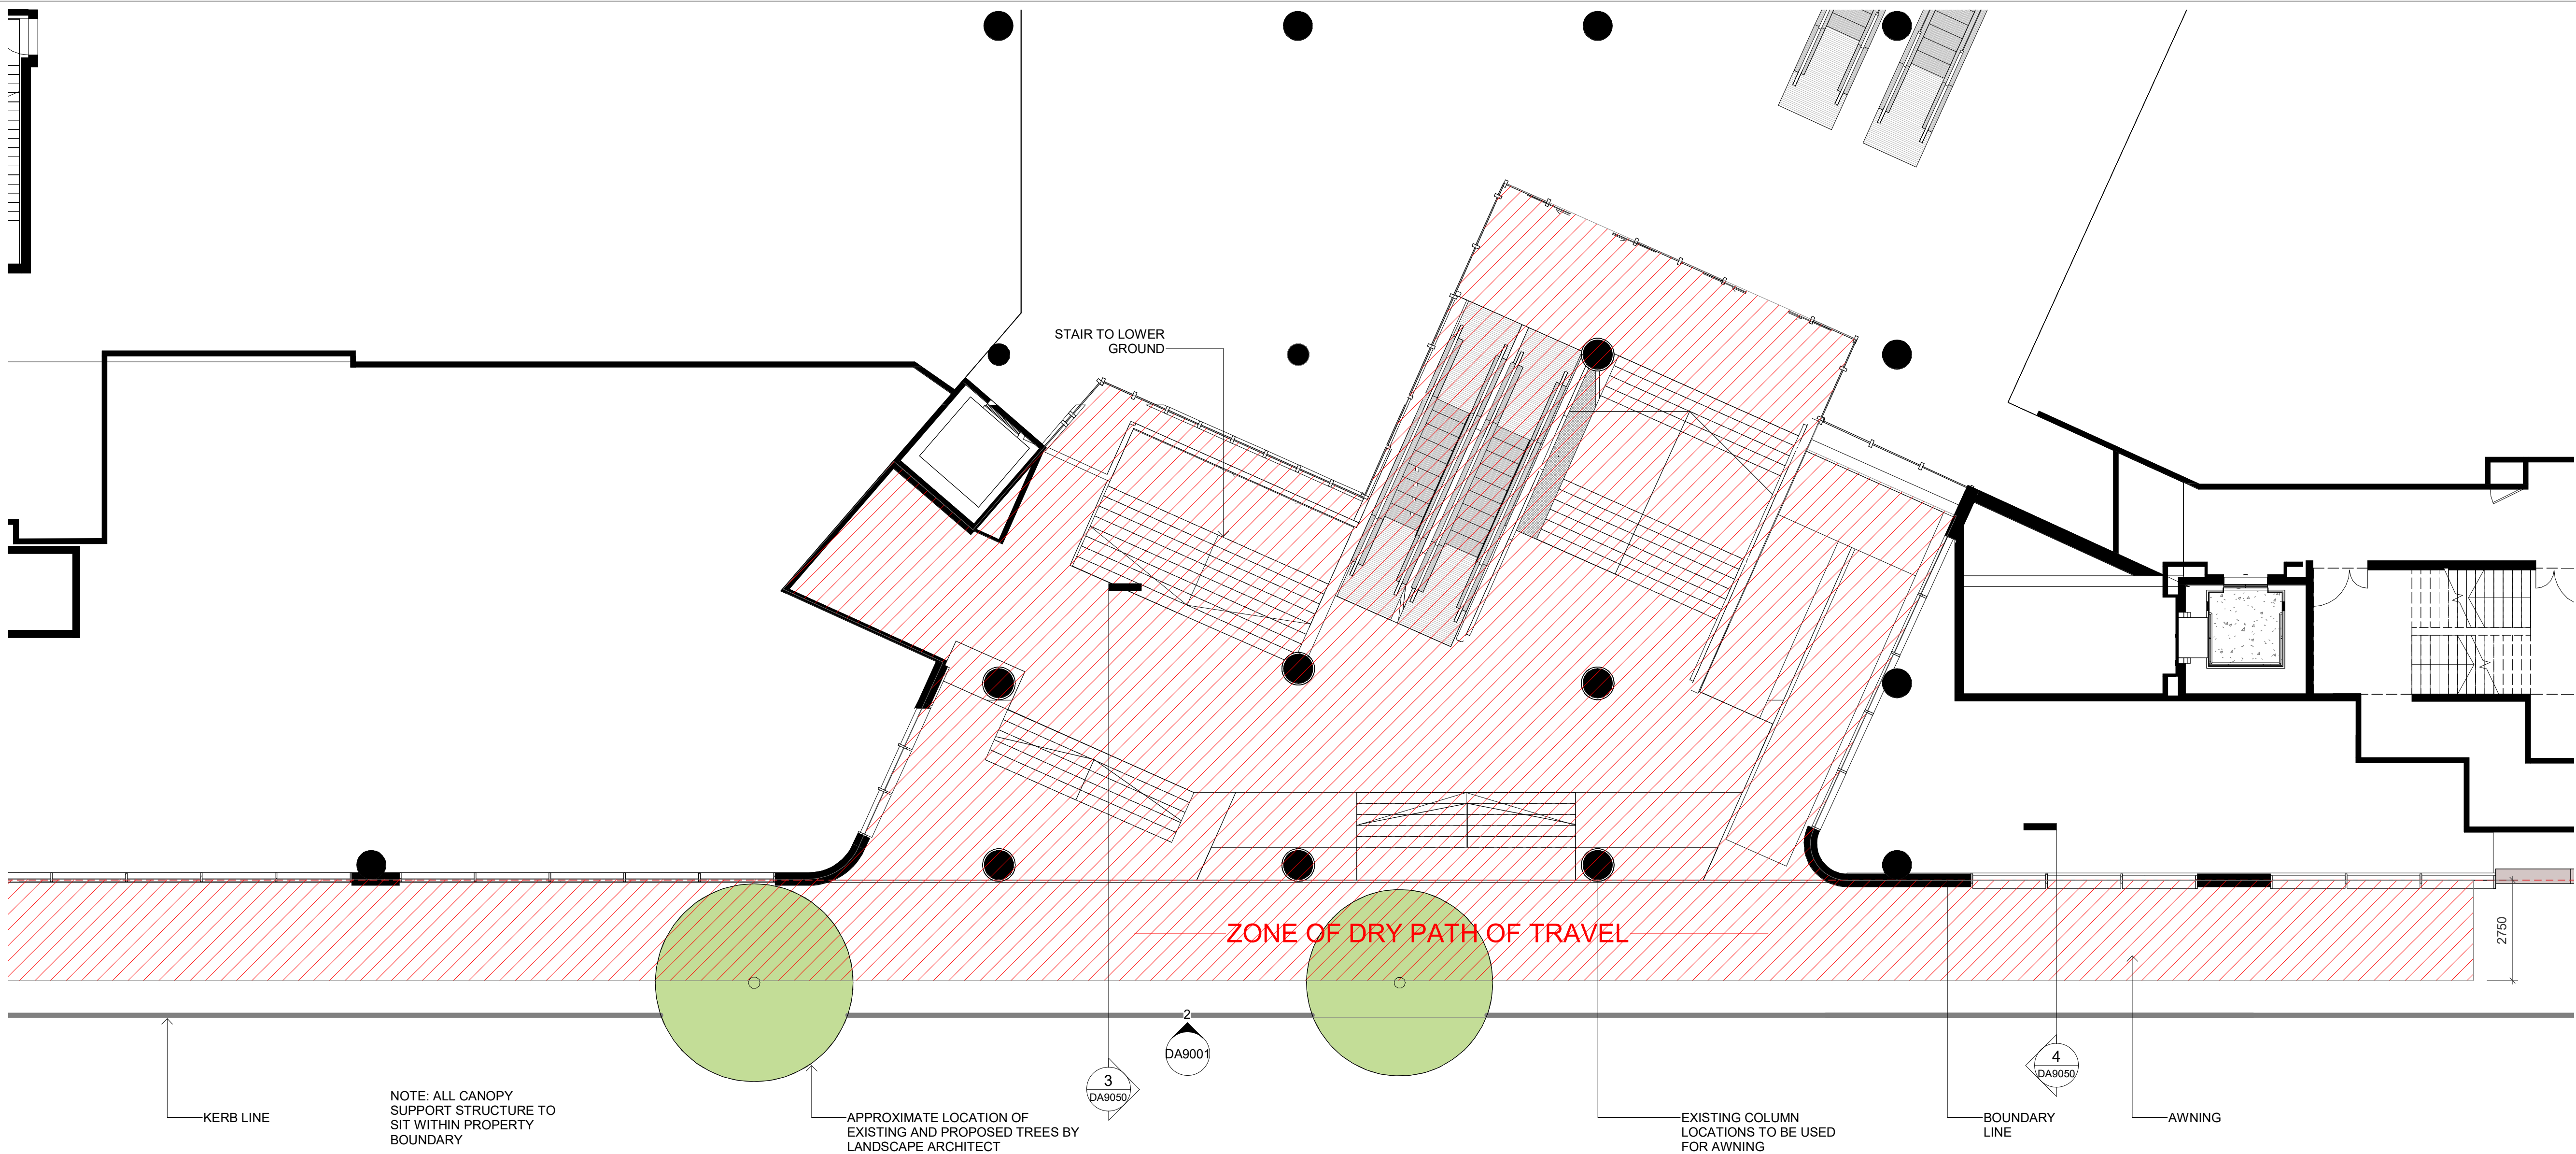 STAIR TO LOWER
GROUND
ZONE OF DRY PATH OF TRAVEL
2750
2
DA9001
3
DA9050
4
DA9050
KERB LINE
NOTE: ALL CANOPY
SUPPORT STRUCTURE TO
SIT WITHIN PROPERTY
BOUNDARY
APPROXIMATE LOCATION OF
EXISTING AND PROPOSED TREES BY
LANDSCAPE ARCHITECT
EXISTING COLUMN
LOCATIONS TO BE USED
FOR AWNING
BOUNDARY
LINE
AWNING